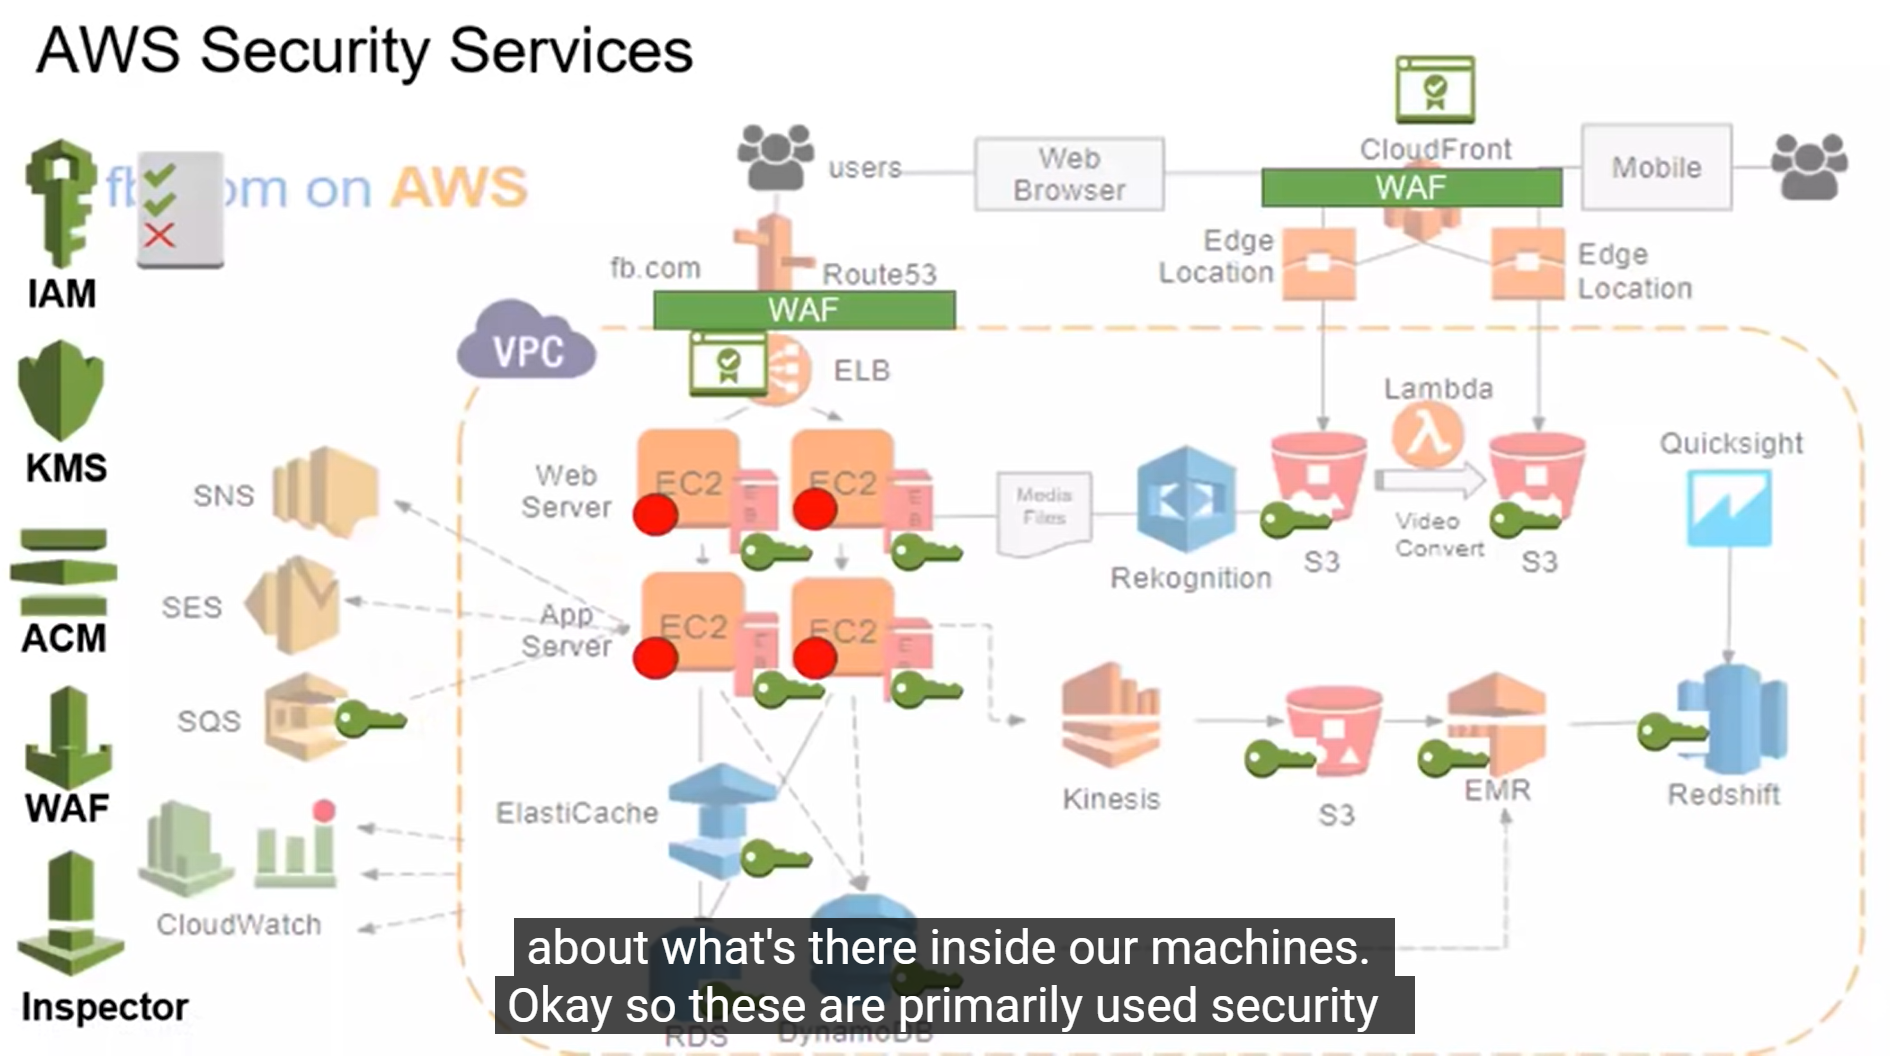 AWS Security Services
fb
om on AWS
IAM
KMS
ACM
WAF
Inspector
SNS
SES
SQS
CloudWatch
users
Web
Browser
CloudFront
WAF
Mobile
Edge
Location
Edge
Location
fb.com
Route53
WAF
VPC
ELB
Web
Server
EC2
EC2
App
Server
EC2
EC2
Media
Files
Rekognition
S3
Lambda
Video
Convert
S3
Quicksight
Kinesis
S3
EMR
Redshift
ElastiCache
RDS
DynamoDB
about what's there inside our machines.
Okay so these are primarily used security